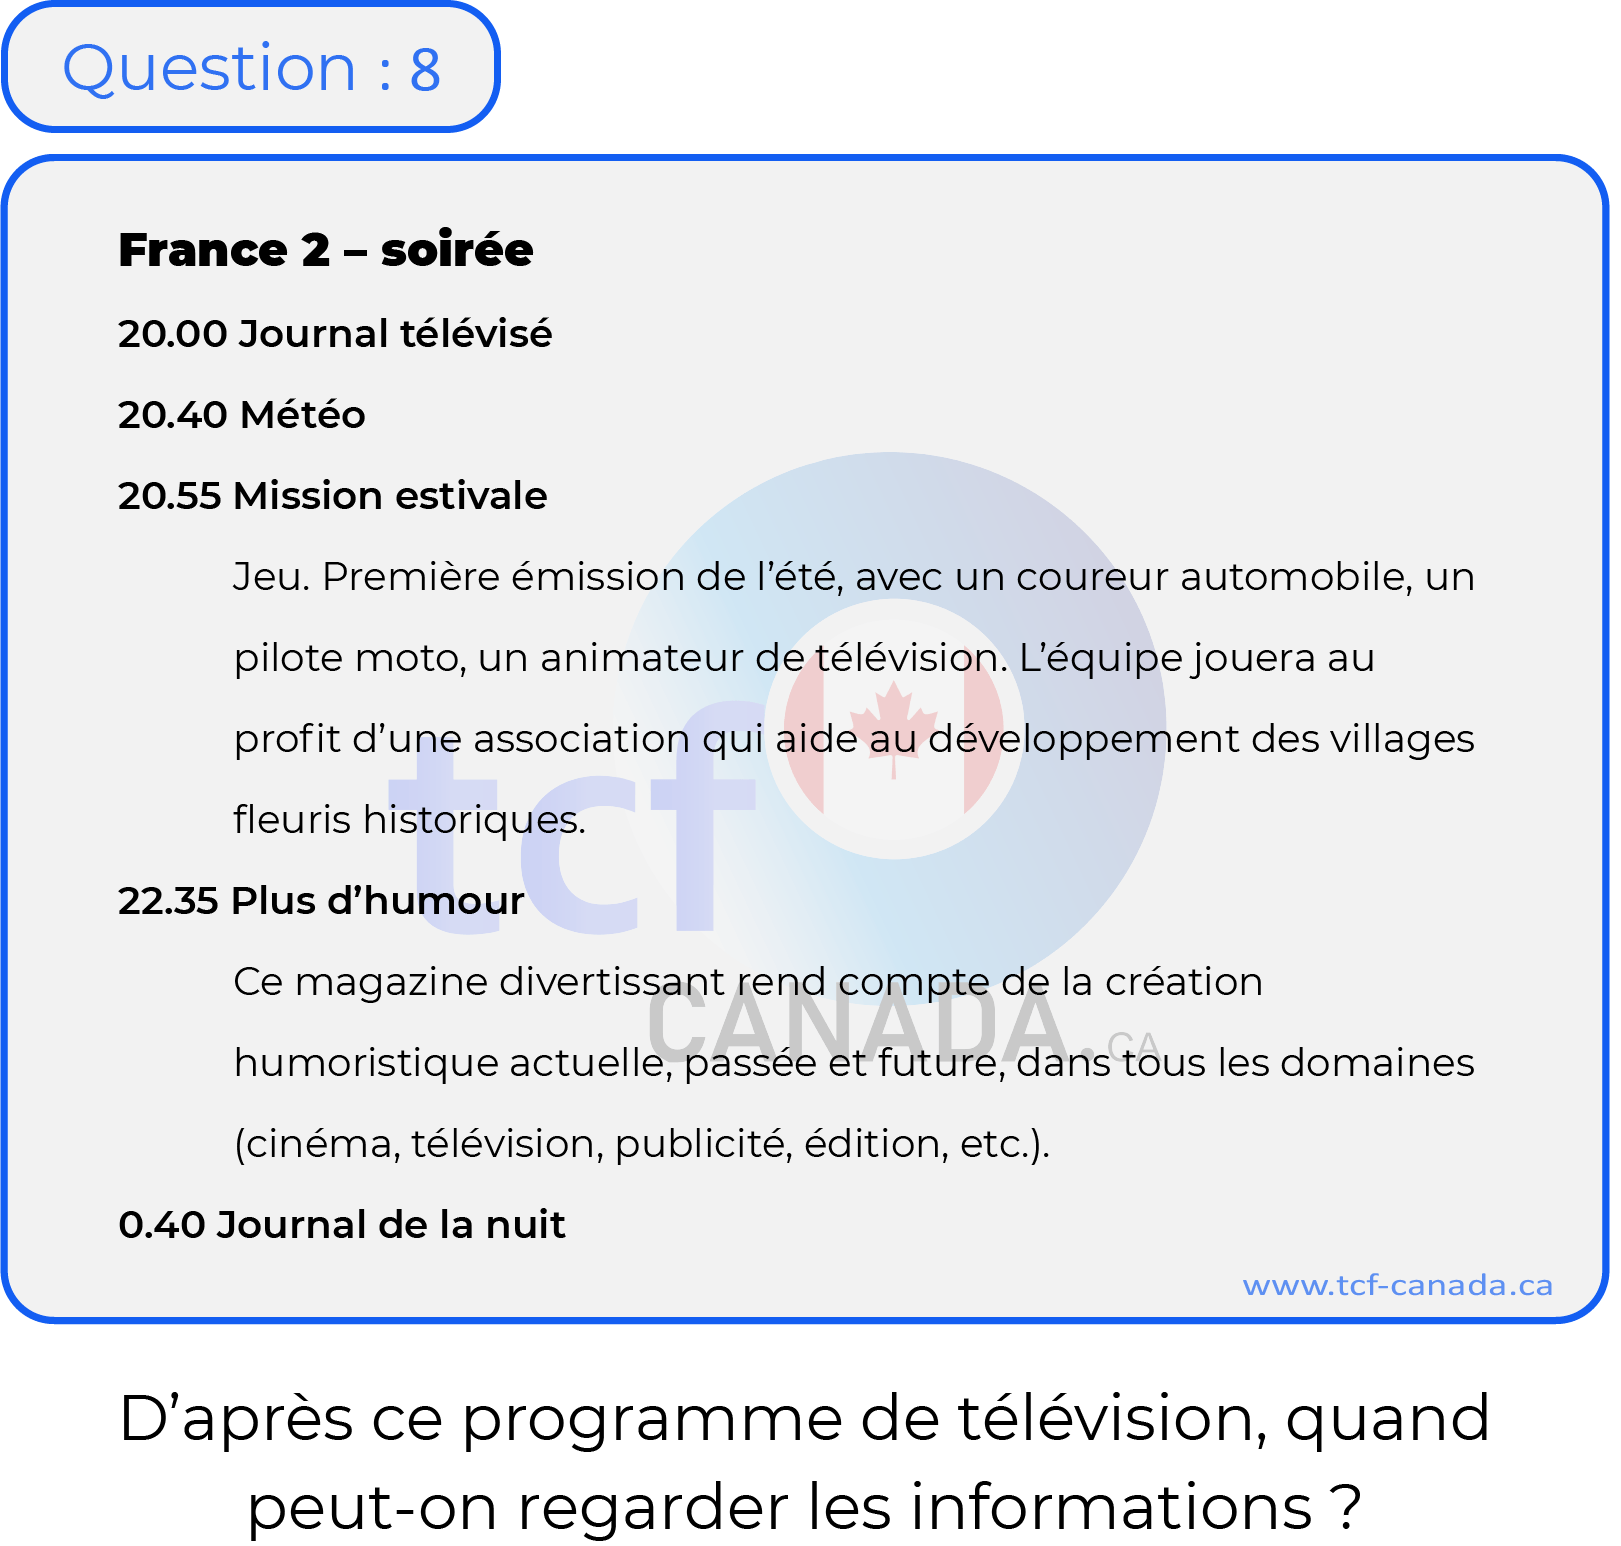 Question : 8
France 2 – soirée
20.00 Journal télévisé
20.40 Météo
20.55 Mission estivale
Jeu. Première émission de l’été, avec un coureur automobile, un
pilote moto, un animateur de télévision. L’équipe jouera au
profit d’une association qui aide au développement des villages
fleuris historiques.
22.35 Plus d’humour
Ce magazine divertissant rend compte de la création
humoristique actuelle, passée et future, dans tous les domaines
(cinéma, télévision, publicité, édition, etc.).
0.40 Journal de la nuit
tcf
CANADA.CA
www.tcf-canada.ca
D’après ce programme de télévision, quand
peut-on regarder les informations ?